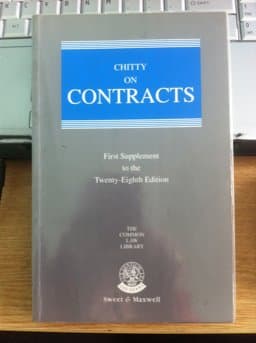 CHITTY
ON
CONTRACTS
First Supplement
to the
Twenty-Eighth Edition
THE
COMMON
LAW
LIBRARY
Sweet & Maxwell